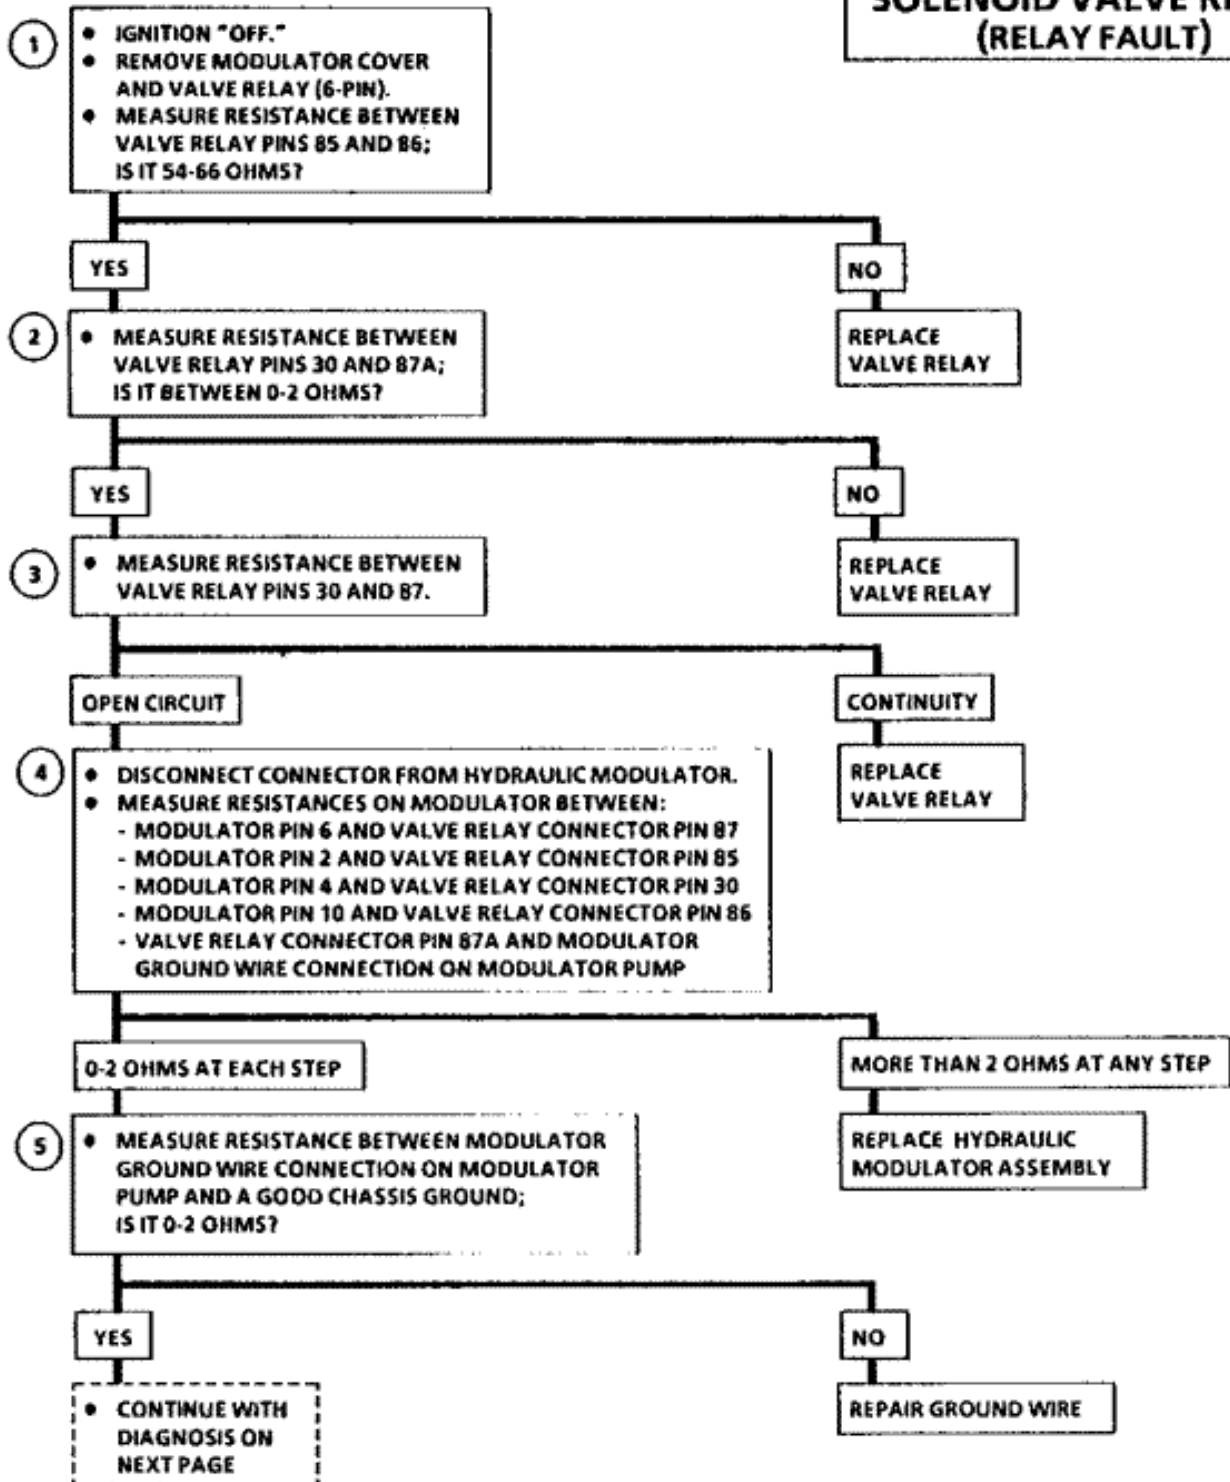 SOLENOID VALVE
(RELAY FAULT)
1
• IGNITION "OFF."
• REMOVE MODULATOR COVER
AND VALVE RELAY (6-PIN).
• MEASURE RESISTANCE BETWEEN
VALVE RELAY PINS 85 AND 86;
IS IT 54-66 OHMS?
YES
NO
2
• MEASURE RESISTANCE BETWEEN
VALVE RELAY PINS 30 AND 87A;
IS IT BETWEEN 0-2 OHMS?
REPLACE
VALVE RELAY
YES
NO
3
• MEASURE RESISTANCE BETWEEN
VALVE RELAY PINS 30 AND 87.
REPLACE
VALVE RELAY
OPEN CIRCUIT
CONTINUITY
4
• DISCONNECT CONNECTOR FROM HYDRAULIC MODULATOR.
• MEASURE RESISTANCES ON MODULATOR BETWEEN:
- MODULATOR PIN 6 AND VALVE RELAY CONNECTOR PIN 87
- MODULATOR PIN 2 AND VALVE RELAY CONNECTOR PIN 85
- MODULATOR PIN 4 AND VALVE RELAY CONNECTOR PIN 30
- MODULATOR PIN 10 AND VALVE RELAY CONNECTOR PIN 86
- VALVE RELAY CONNECTOR PIN 87A AND MODULATOR
GROUND WIRE CONNECTION ON MODULATOR PUMP
REPLACE
VALVE RELAY
0-2 OHMS AT EACH STEP
MORE THAN 2 OHMS AT ANY STEP
5
• MEASURE RESISTANCE BETWEEN MODULATOR
GROUND WIRE CONNECTION ON MODULATOR
PUMP AND A GOOD CHASSIS GROUND;
IS IT 0-2 OHMS?
REPLACE HYDRAULIC
MODULATOR ASSEMBLY
YES
NO
• CONTINUE WITH
DIAGNOSIS ON
NEXT PAGE
REPAIR GROUND WIRE